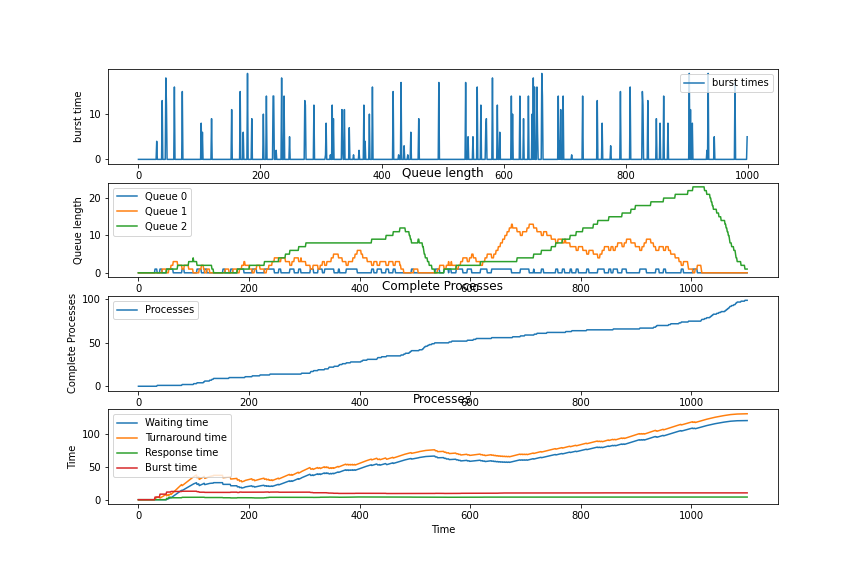 burst times
burst time
10
0
0 200 400 600 800 1000
Queue length
Queue 0
Queue 1
Queue 2
Queue length
20
10
0
0 200 400 600 800 1000
Complete Processes
Processes
Complete Processes
100
50
0
0 200 400 600 800 1000
Processes
Waiting time
Turnaround time
Response time
Burst time
Time
100
50
0
0 200 400 600 800 1000
Time